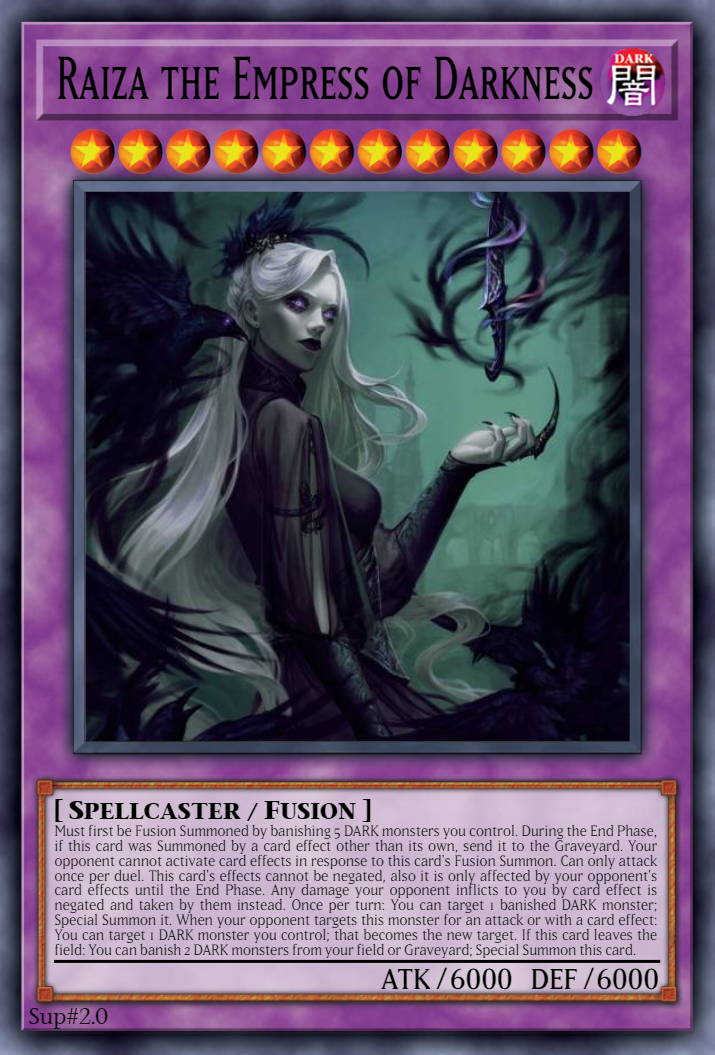 Raiza the Empress of Darkness
DARK
闇
[ Spellcaster / Fusion ]
Must first be Fusion Summoned by banishing 5 DARK monsters you control. During the End Phase,
if this card was Summoned by a card effect other than its own, send it to the Graveyard. Your
opponent cannot activate card effects in response to this card's Fusion Summon. Can only attack
once per duel. This card's effects cannot be negated, also it is only affected by your opponent's
card effects until the End Phase. Any damage your opponent inflicts to you by card effect is
negated and taken by them instead. Once per turn: You can target 1 banished DARK monster;
Special Summon it. When your opponent targets this monster for an attack or with a card effect:
You can target 1 DARK monster you control; that becomes the new target. If this card leaves the
field: You can banish 2 DARK monsters from your field or Graveyard; Special Summon this card.
ATK/6000 DEF/6000
Sup#2.0